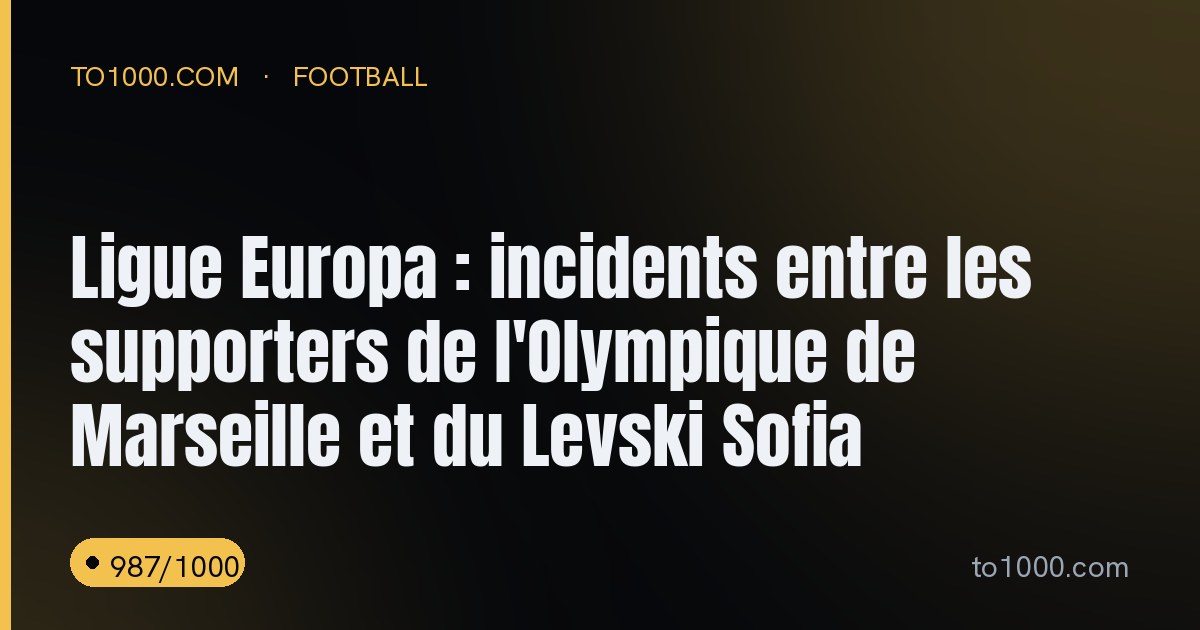 TO1000.COM · FOOTBALL
Ligue Europa : incidents entre les
supporters de l'Olympique de
Marseille et du Levski Sofia
987/1000
to1000.com